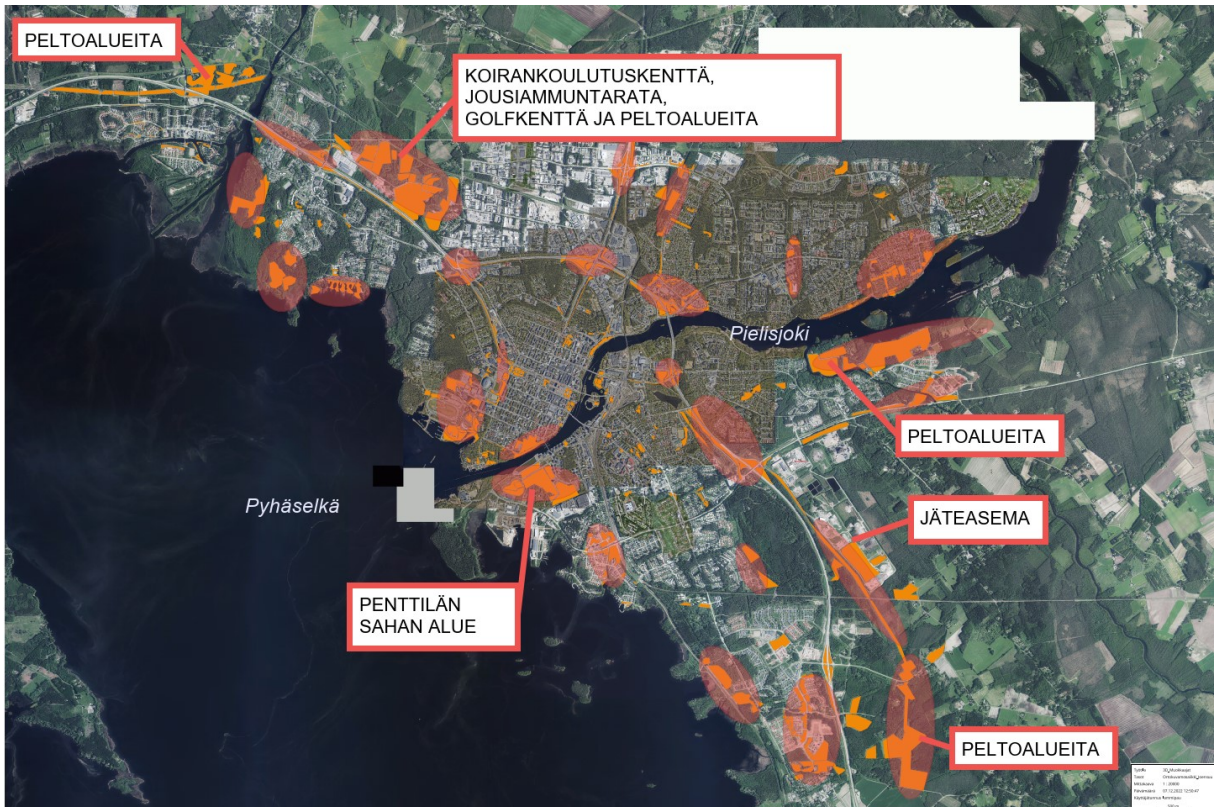 PELTOALUEITA
KOIRANKOULUTUSKENTTÄ,
JOUSIAMMUNTARATA,
GOLFKENTTÄ JA PELTOALUEITA
Pielisjoki
PELTOALUEITA
Pyhäselkä
JÄTEASEMA
PENTTILÄN
SAHAN ALUE
PELTOALUEITA